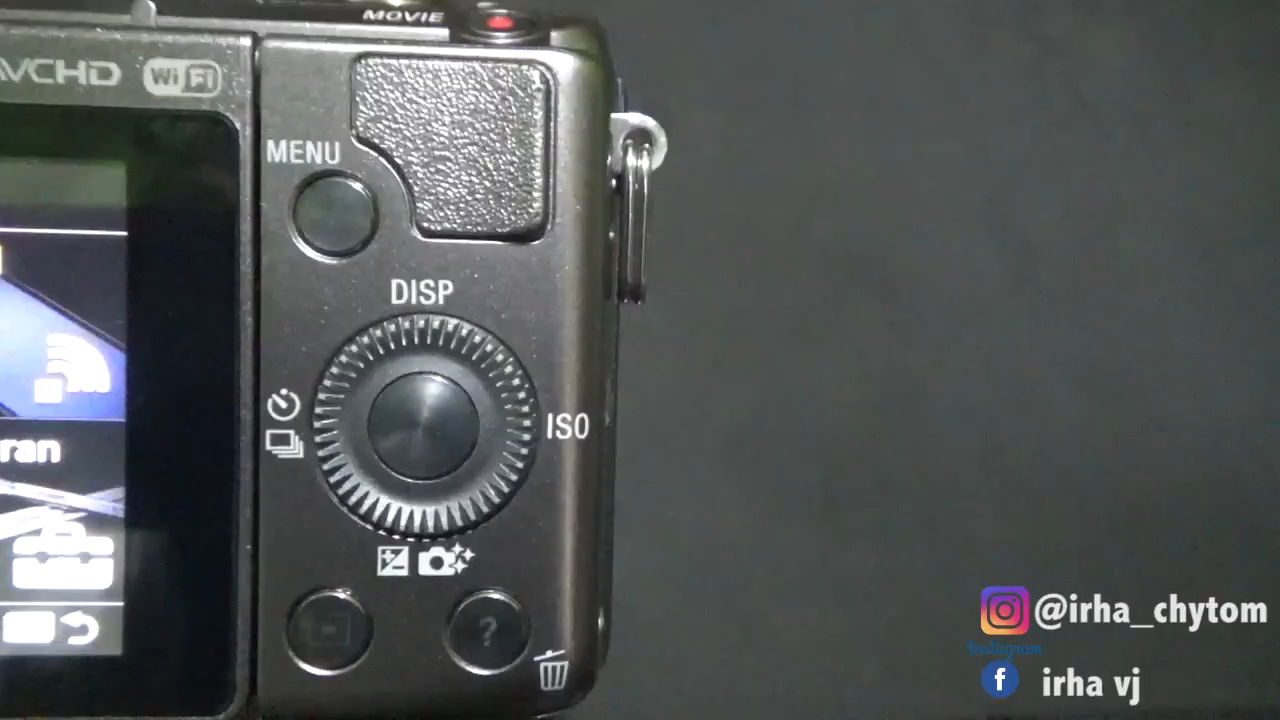 MOVIE
AVCHD WiFi
MENU
DISP
ISO
ran
?
@irha_chytom
Instagram
irha vj